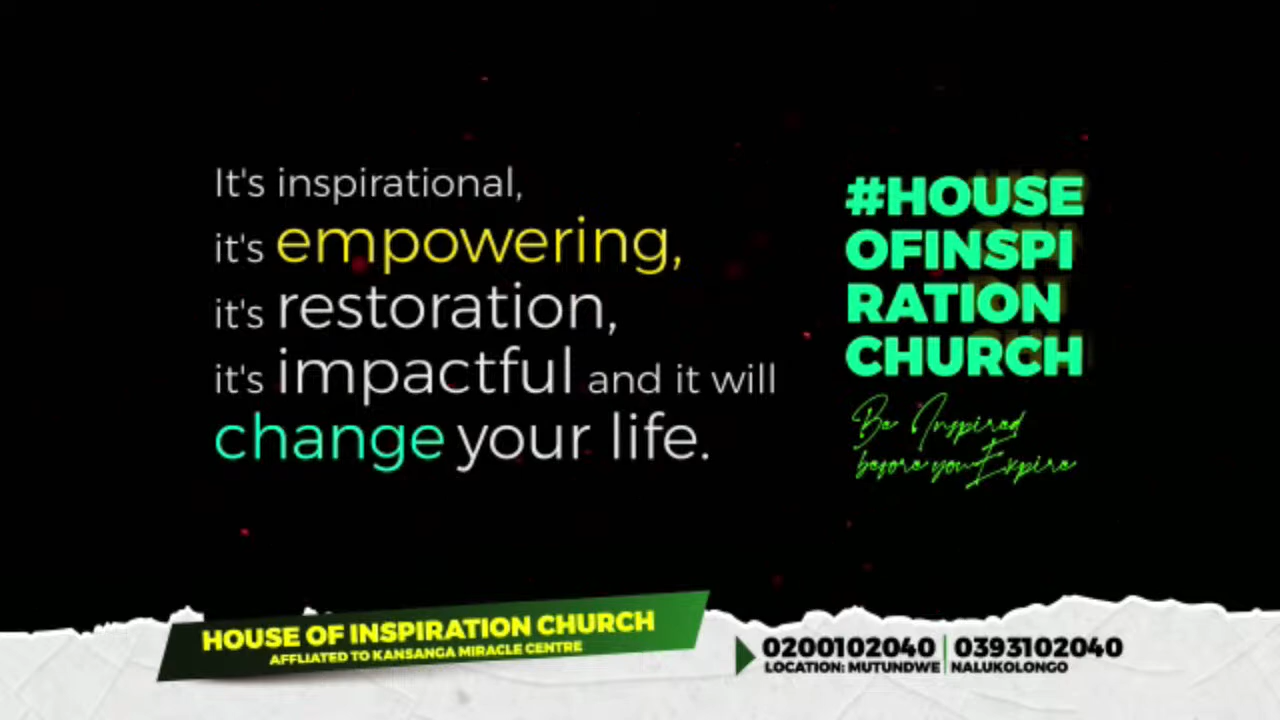 It's inspirational,
it's empowering,
it's restoration,
it's impactful and it will
change your life.
#HOUSE
OFINSPI
RATION
CHURCH
Be Inspired
before you Expire
HOUSE OF INSPIRATION CHURCH
AFFLIATED TO KANSANGA MIRACLE CENTRE
0200102040 | 0393102040
LOCATION: MUTUNDWE | NALUKOLONGO